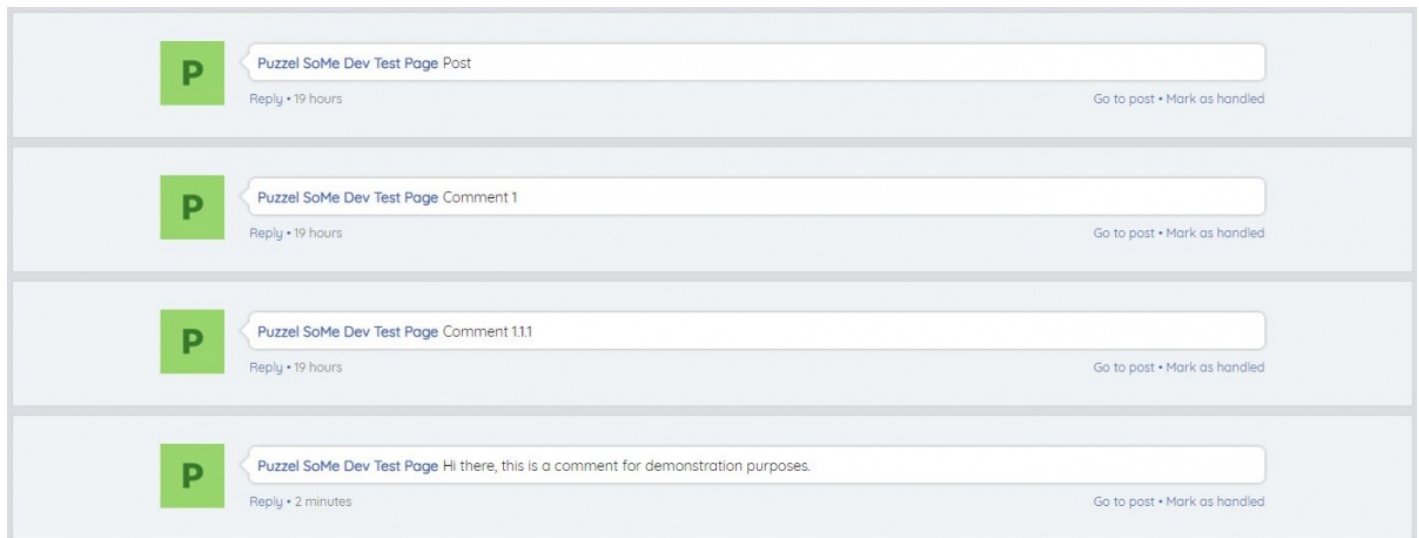 P
Puzzel SoMe Dev Test Page Post
Reply • 19 hours
Go to post • Mark as handled
P
Puzzel SoMe Dev Test Page Comment 1
Reply • 19 hours
Go to post • Mark as handled
P
Puzzel SoMe Dev Test Page Comment 1.1.1
Reply • 19 hours
Go to post • Mark as handled
P
Puzzel SoMe Dev Test Page Hi there, this is a comment for demonstration purposes.
Reply • 2 minutes
Go to post • Mark as handled